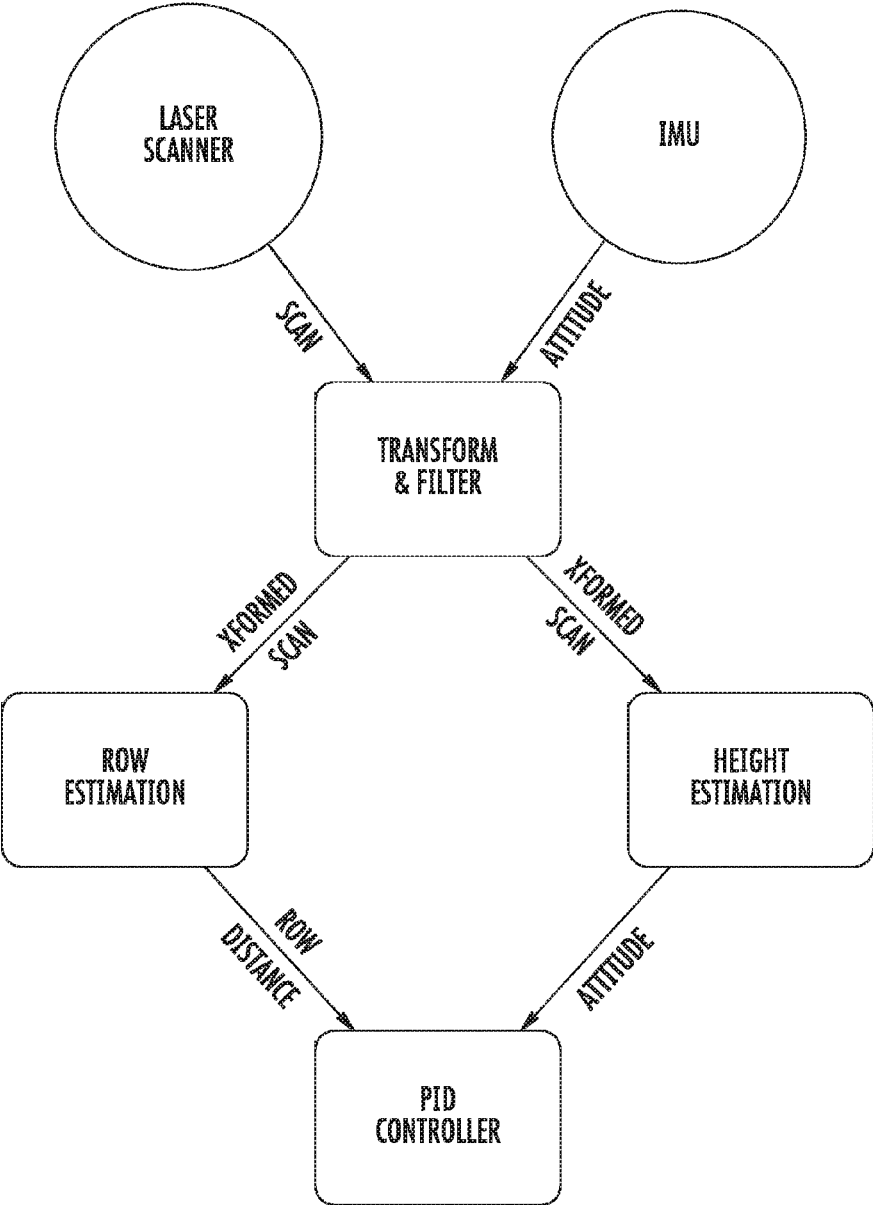 LASER
SCANNER
IMU
SCAN
ATTITUDE
TRANSFORM
& FILTER
XFORMED
SCAN
XFORMED
SCAN
ROW
ESTIMATION
HEIGHT
ESTIMATION
ROW
DISTANCE
ATTITUDE
PID
CONTROLLER